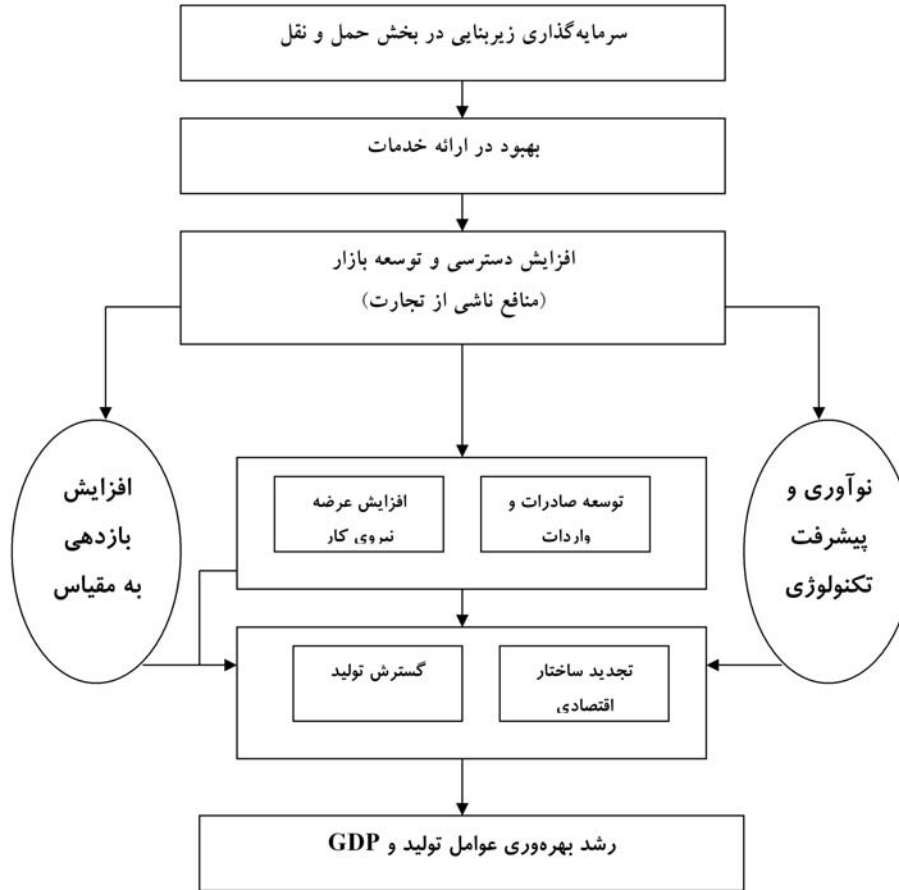 سرمایه‌گذاری زیربنایی در بخش حمل و نقل
بهبود در ارائه خدمات
افزایش دسترسی و توسعه بازار
(منافع ناشی از تجارت)
نوآوری و
پیشرفت
تکنولوژی
توسعه صادرات و
واردات
افزایش عرضه
نیروی کار
افزایش
بازدهی
به مقیاس
تجدید ساختار
اقتصادی
گسترش تولید
رشد بهره‌وری عوامل تولید و GDP